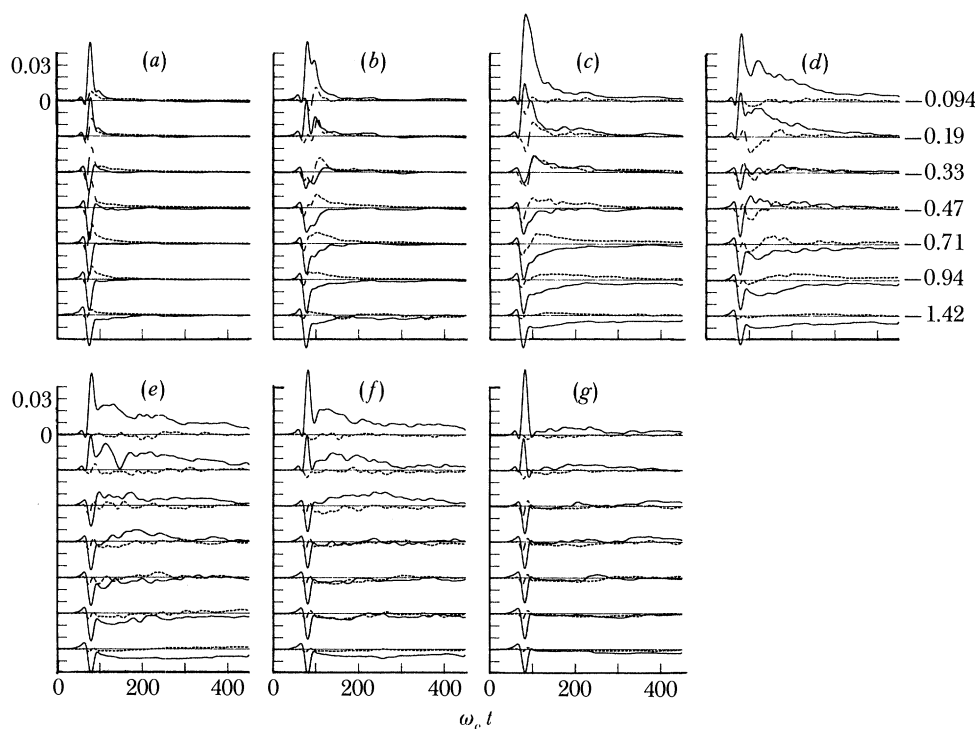 (a) (b) (c) (d)
0.03
0
—0.094
—0.19
—0.33
—0.47
—0.71
—0.94
—1.42
(e) (f) (g)
0.03
0
0 200 400 0 200 400 0 200 400
ω_c t